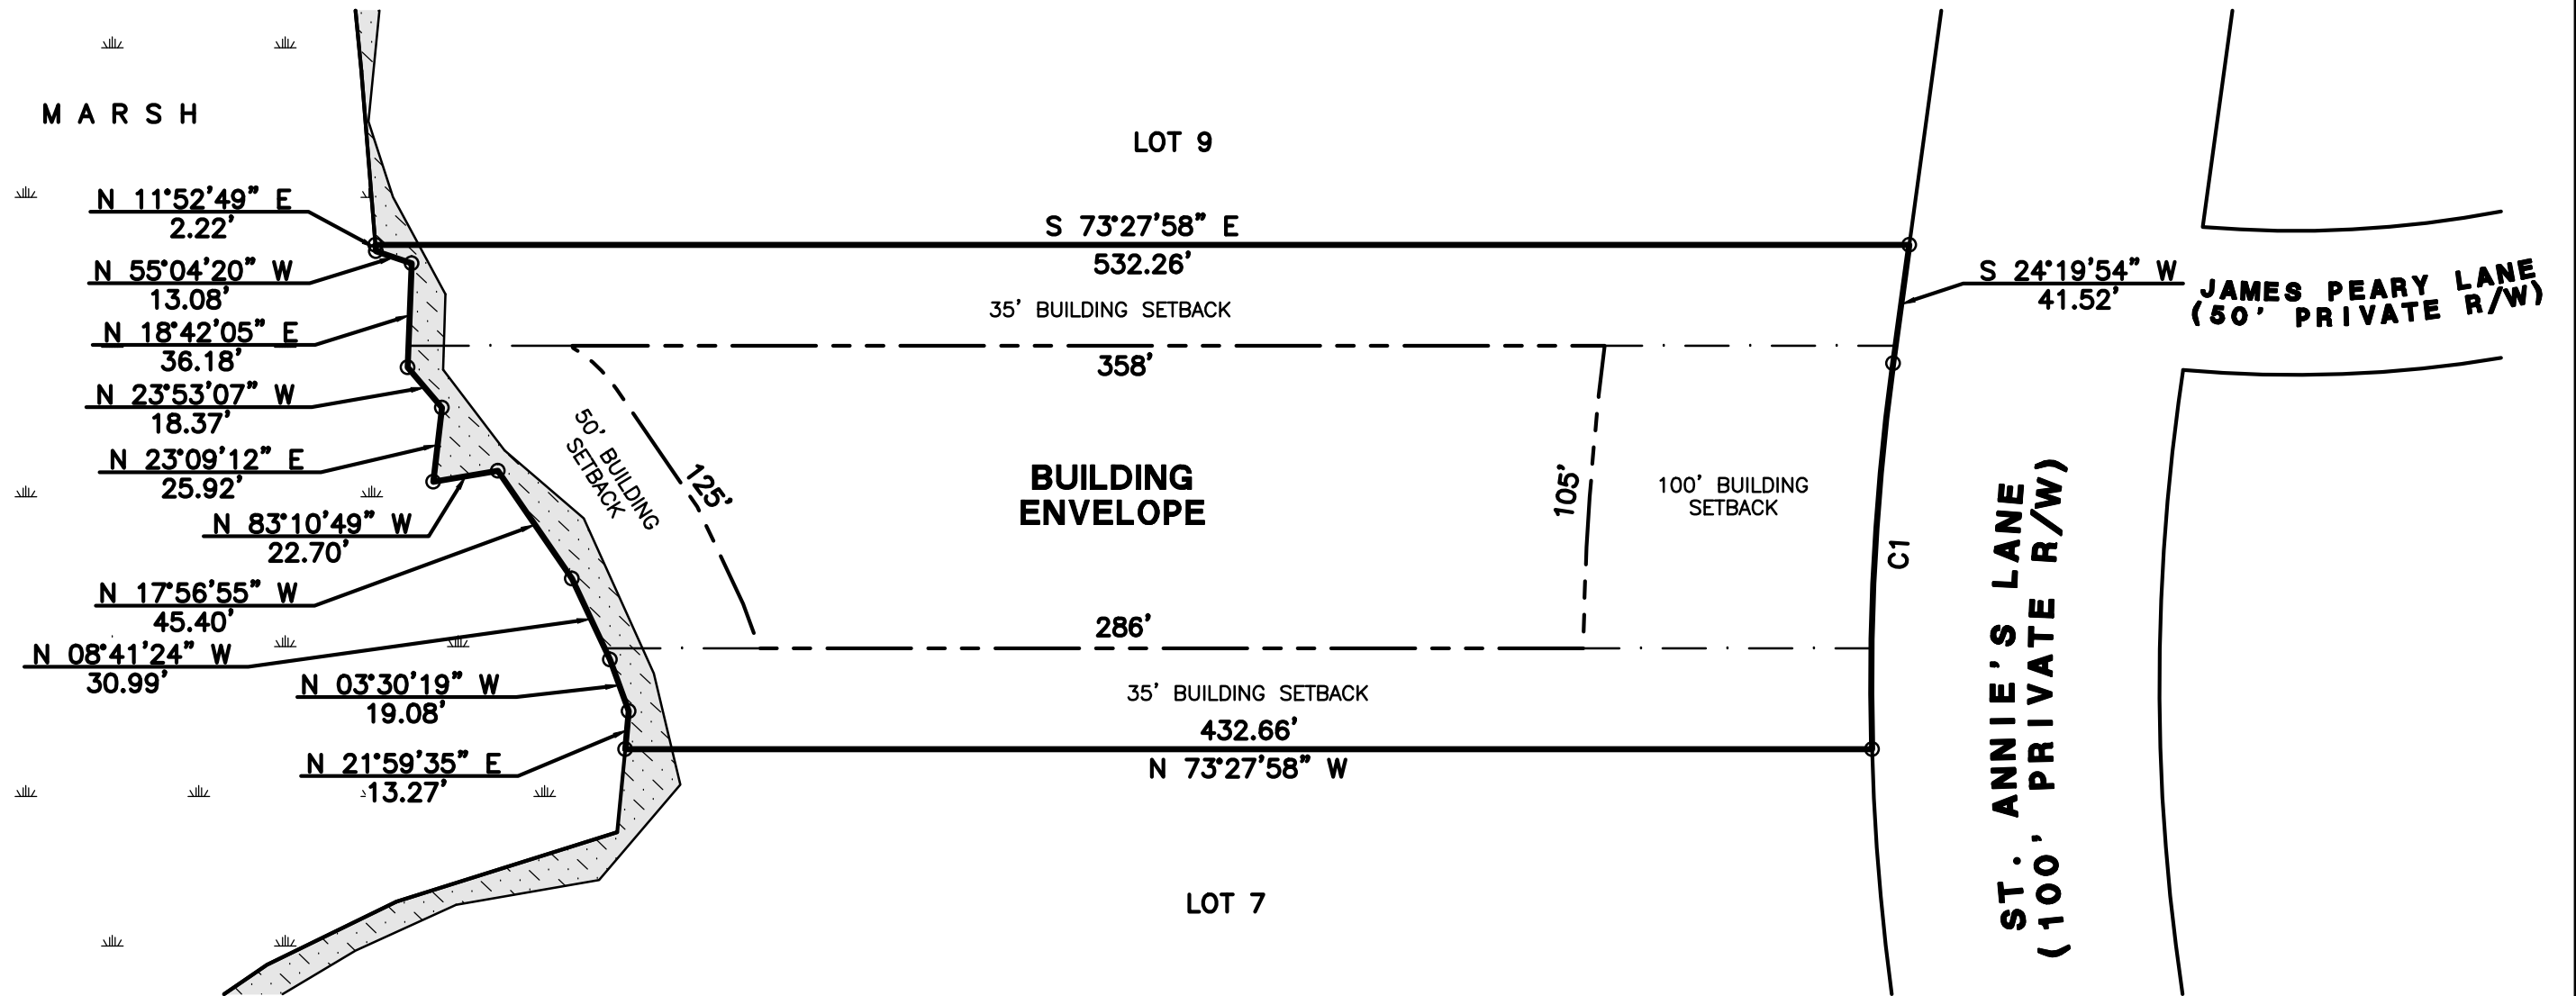 MARSH
LOT 9
N 11°52'49" E
2.22'
N 55°04'20" W
13.08'
N 18°42'05" E
36.18'
N 23°53'07" W
18.37'
N 23°09'12" E
25.92'
N 83°10'49" W
22.70'
N 17°56'55" W
45.40'
N 08°41'24" W
30.99'
N 03°30'19" W
19.08'
N 21°59'35" E
13.27'
S 73°27'58" E
532.26'
35' BUILDING SETBACK
358'
50' BUILDING
SETBACK
125'
BUILDING
ENVELOPE
105'
100' BUILDING
SETBACK
286'
35' BUILDING SETBACK
432.66'
N 73°27'58" W
LOT 7
C1
S 24°19'54" W
41.52'
JAMES PEARY LANE
(50' PRIVATE R/W)
ST. ANNIE'S LANE
(100' PRIVATE R/W)